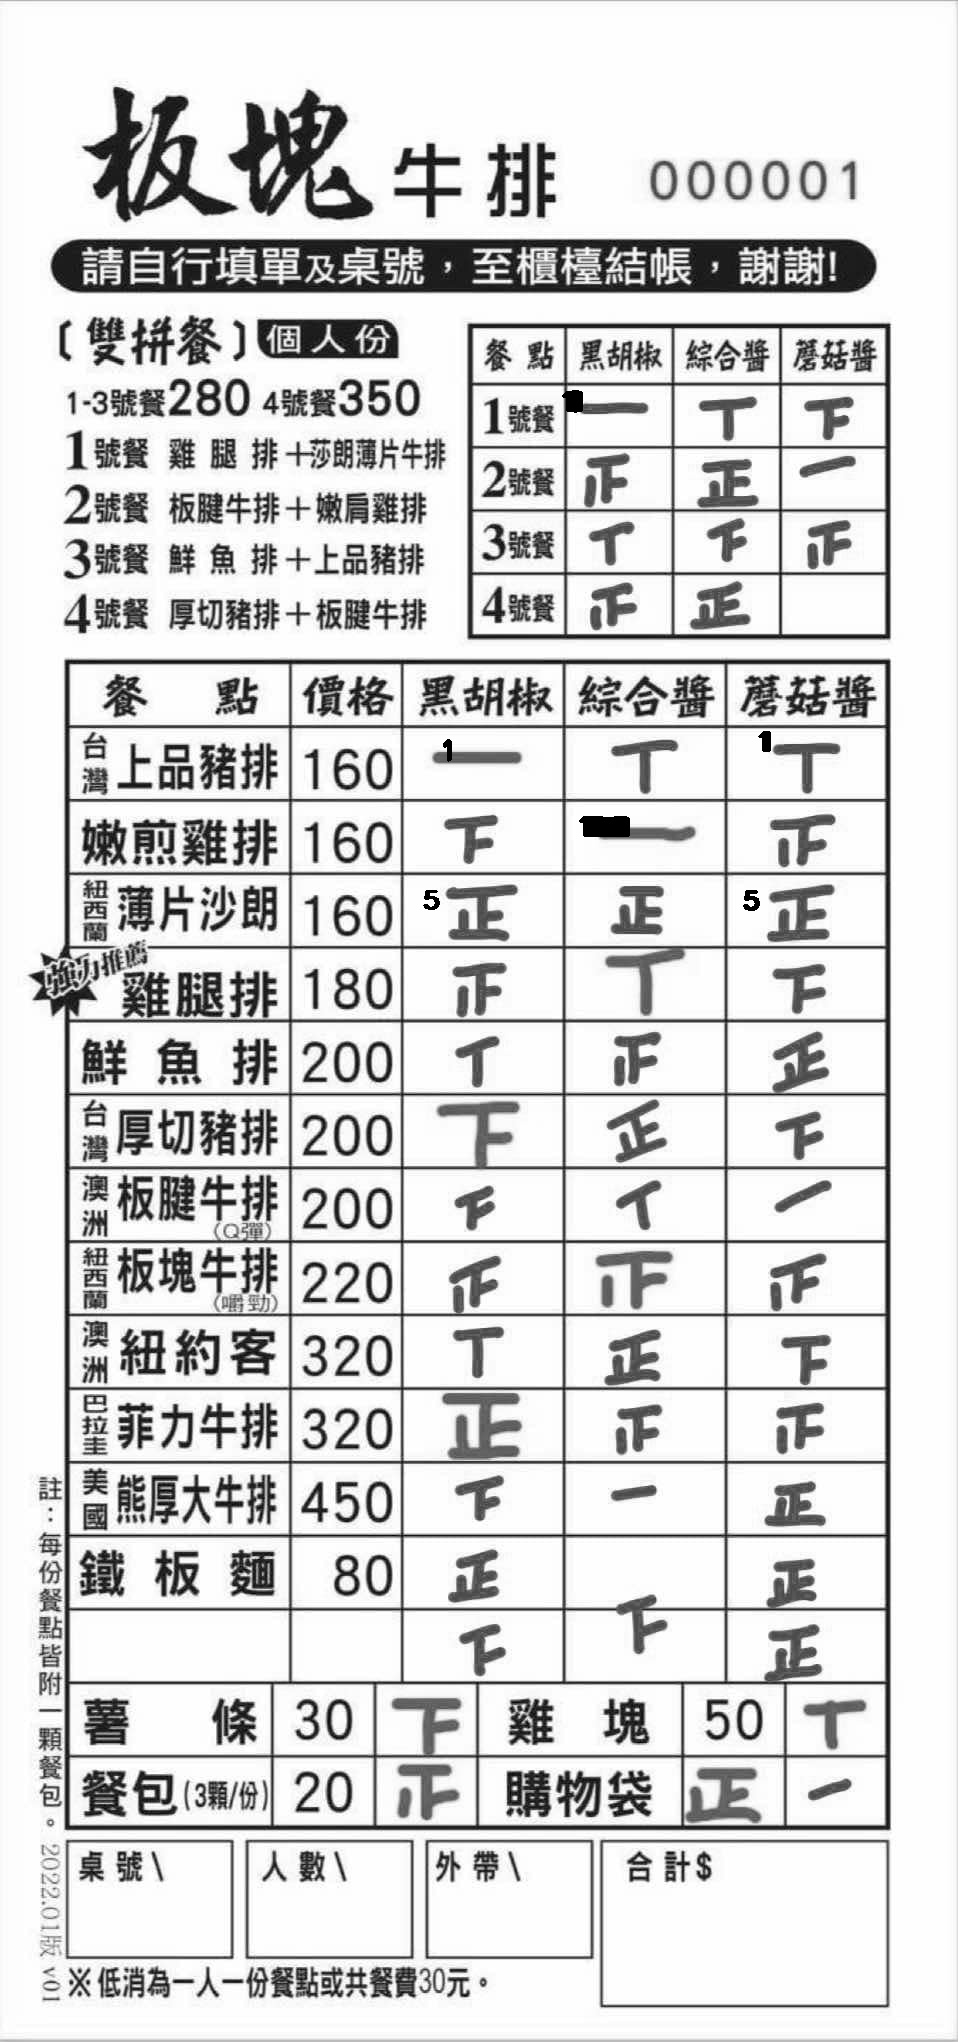 板塊牛排 000001
請自行填單及桌號，至櫃檯結帳，謝謝!
〔雙拼餐〕個人份
1-3號餐280 4號餐350
1號餐 雞腿排＋莎朗薄片牛排
2號餐 板腱牛排＋嫩肩雞排
3號餐 鮮魚排＋上品豬排
4號餐 厚切豬排＋板腱牛排
餐點 黑胡椒 綜合醬 蘑菇醬
1號餐 一 丅 下
2號餐 正 正 一
3號餐 丅 下 正
4號餐 正 正
餐點 價格 黑胡椒 綜合醬 蘑菇醬
台灣 上品豬排 160 1 一 丅 1 丅
嫩煎雞排 160 下 一 正
紐西蘭 薄片沙朗 160 5 正 正 5 正
強力推薦 雞腿排 180 正 丅 下
鮮魚排 200 丅 正 正
台灣 厚切豬排 200 下 正 下
澳洲 板腱牛排(Q彈) 200 下 丅 一
紐西蘭 板塊牛排(嚼勁) 220 正 正 正
澳洲 紐約客 320 丅 正 下
巴拉圭 菲力牛排 320 正 正 正
美國 熊厚大牛排 450 下 一 正
鐵板麵 80 正 下 正
下 正
薯條 30 下 雞塊 50 丅
餐包(3顆/份) 20 正 購物袋 正 一
註：每份餐點皆附一顆餐包。2022.01版 v01
桌號\ 人數\ 外帶\ 合計$
※低消為一人一份餐點或共餐費30元。